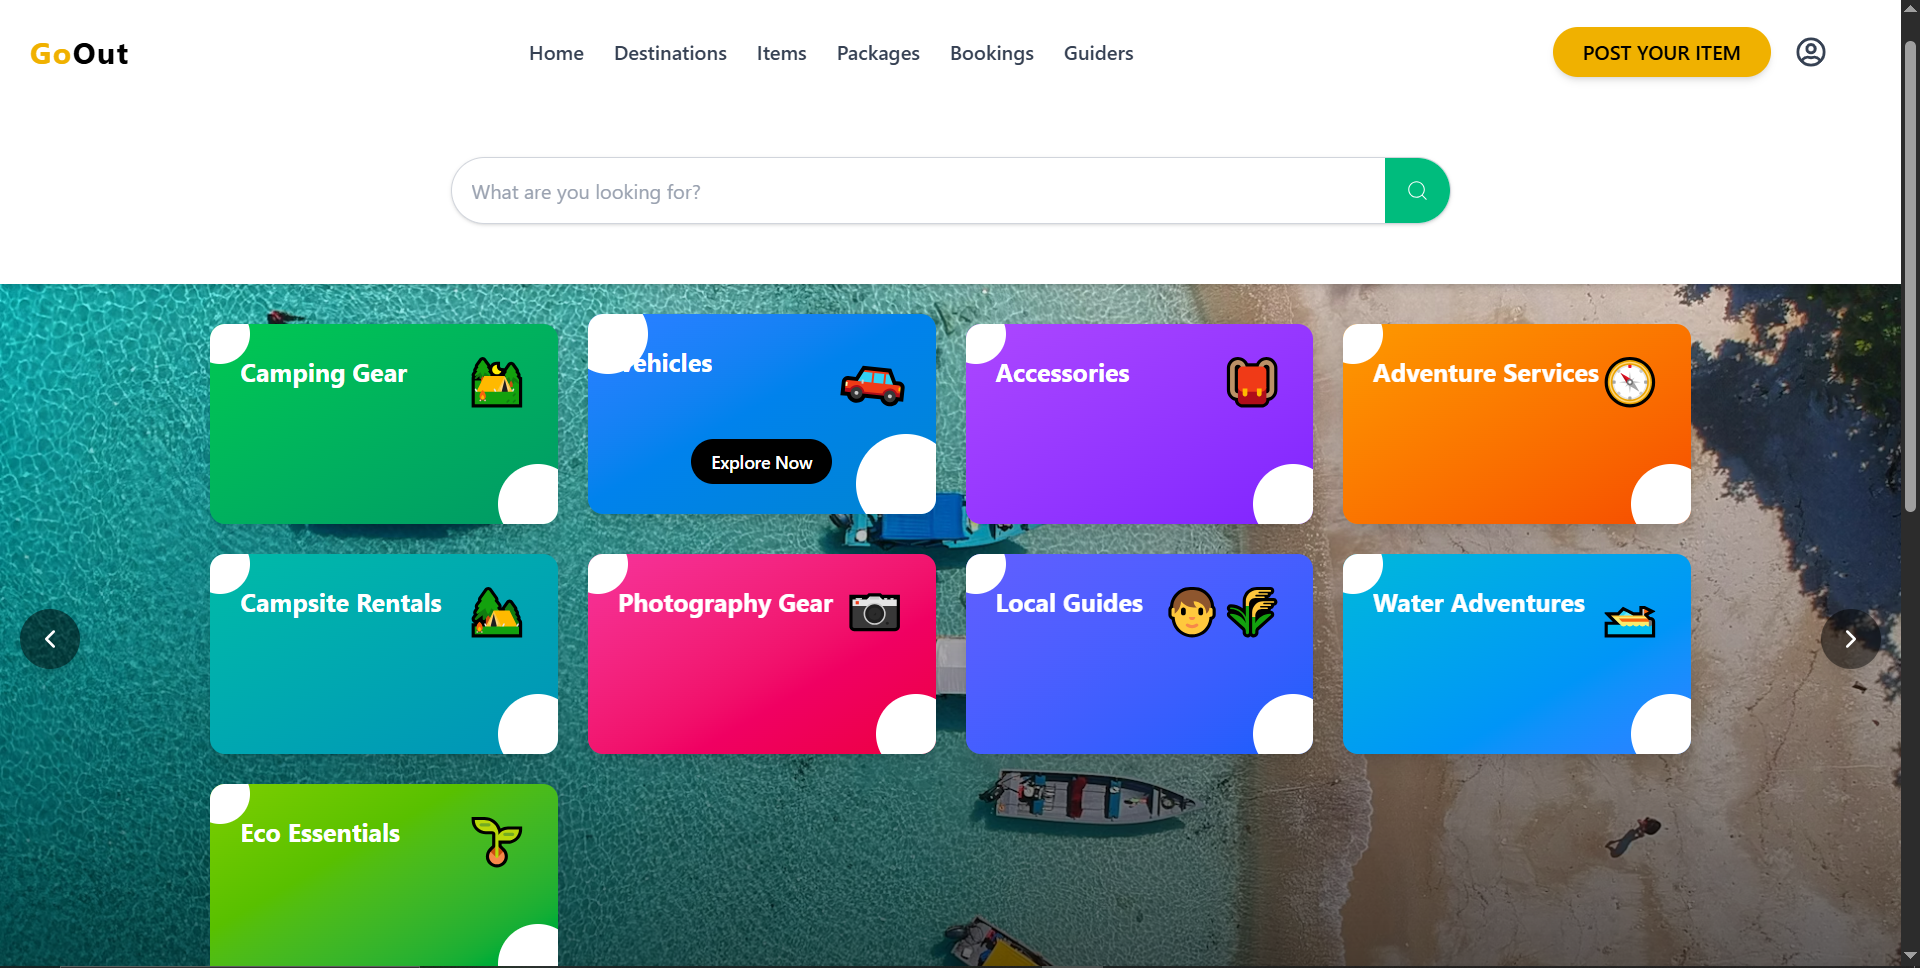 GoOut
Home
Destinations
Items
Packages
Bookings
Guiders
POST YOUR ITEM
What are you looking for?
Camping Gear
Vehicles
Explore Now
Accessories
Adventure Services
Campsite Rentals
Photography Gear
Local Guides
Water Adventures
Eco Essentials